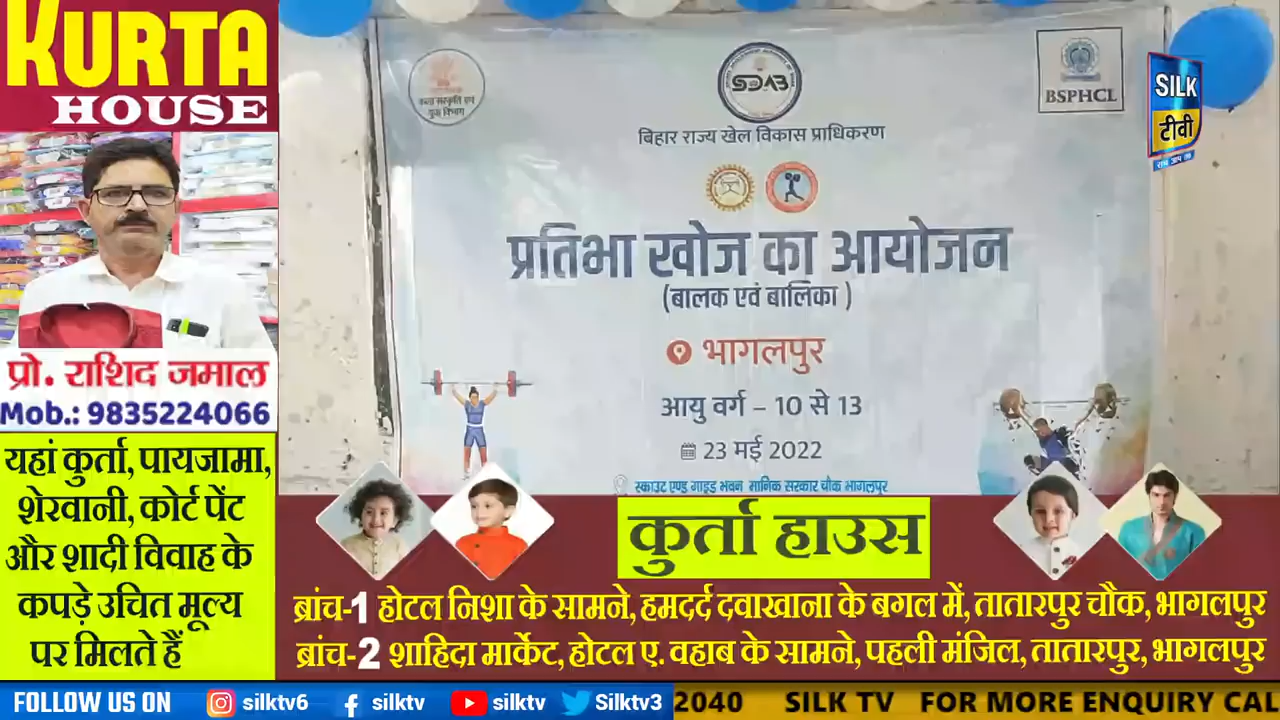 KURTA
HOUSE
प्रो. राशिद जमाल
Mob.: 9835224066
यहां कुर्ता, पायजामा,
शेरवानी, कोर्ट पेंट
और शादी विवाह के
कपड़े उचित मूल्य
पर मिलते हैं
कला संस्कृति एवं
युवा विभाग
SDAB
BSPHCL
SILK
टीवी
बिहार राज्य खेल विकास प्राधिकरण
प्रतिभा खोज का आयोजन
(बालक एवं बालिका )
भागलपुर
आयु वर्ग – 10 से 13
23 मई 2022
स्काउट एण्ड गाइड भवन मानिक सरकार चौक भागलपुर
कुर्ता हाउस
ब्रांच-1 होटल निशा के सामने, हमदर्द दवाखाना के बगल में, तातारपुर चौक, भागलपुर
ब्रांच-2 शाहिदा मार्केट, होटल ए. वहाब के सामने, पहली मंजिल, तातारपुर, भागलपुर
FOLLOW US ON silktv6 silktv silktv Silktv3 2040 SILK TV FOR MORE ENQUIRY CAL